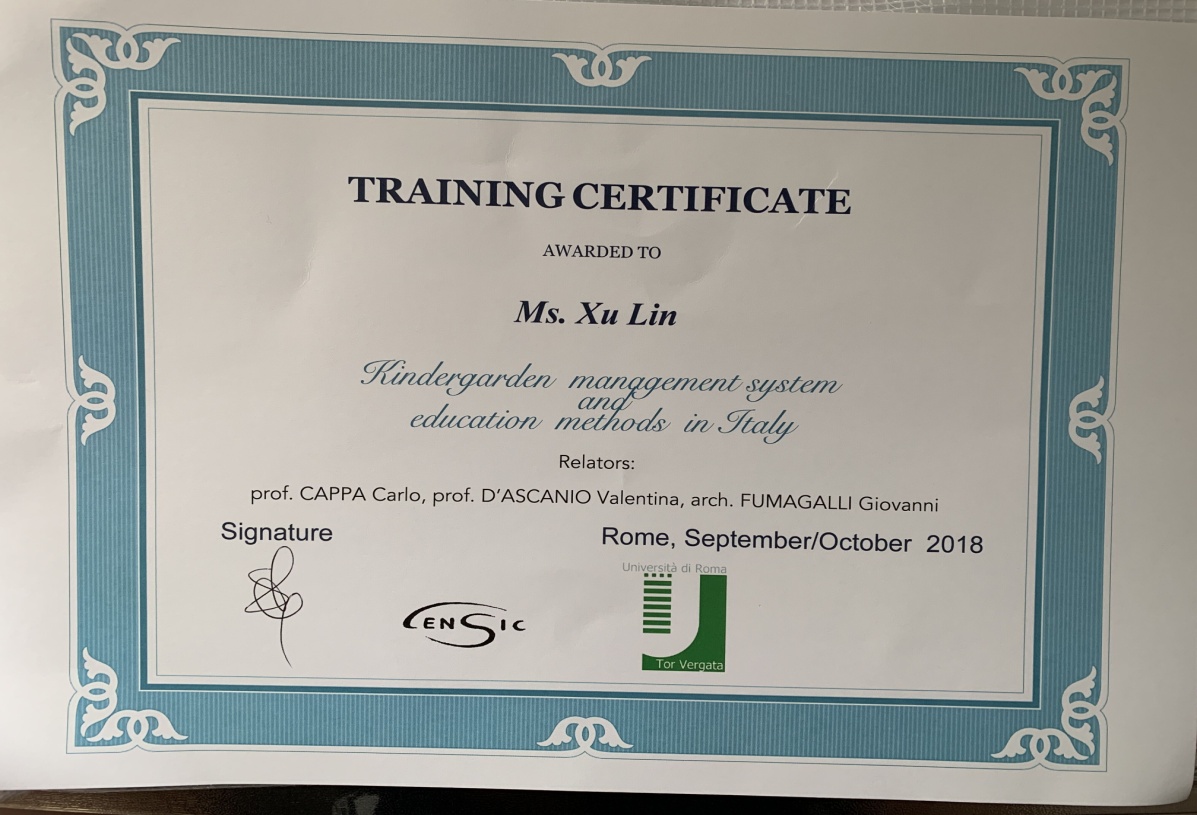 TRAINING CERTIFICATE
AWARDED TO
Ms. Xu Lin
Kindergarden management system
and
education methods in Italy
Relators:
prof. CAPPA Carlo, prof. D'ASCANIO Valentina, arch. FUMAGALLI Giovanni
Signature
Rome, September/October 2018
CENSIC
Università di Roma
Tor Vergata